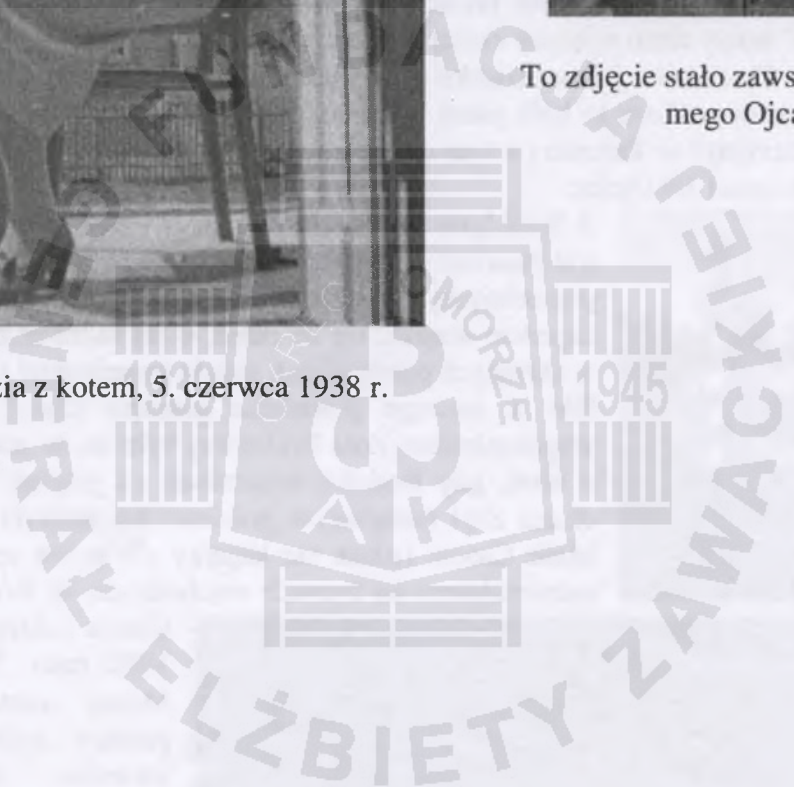 To zdjęcie stało zaws
mego Ojca
zia z kotem, 5. czerwca 1938 r.
FUNDACJA GENERAŁ ELŻBIETY ZAWACKIEJ
OKRĘG POMORZE
1939
1945
AK